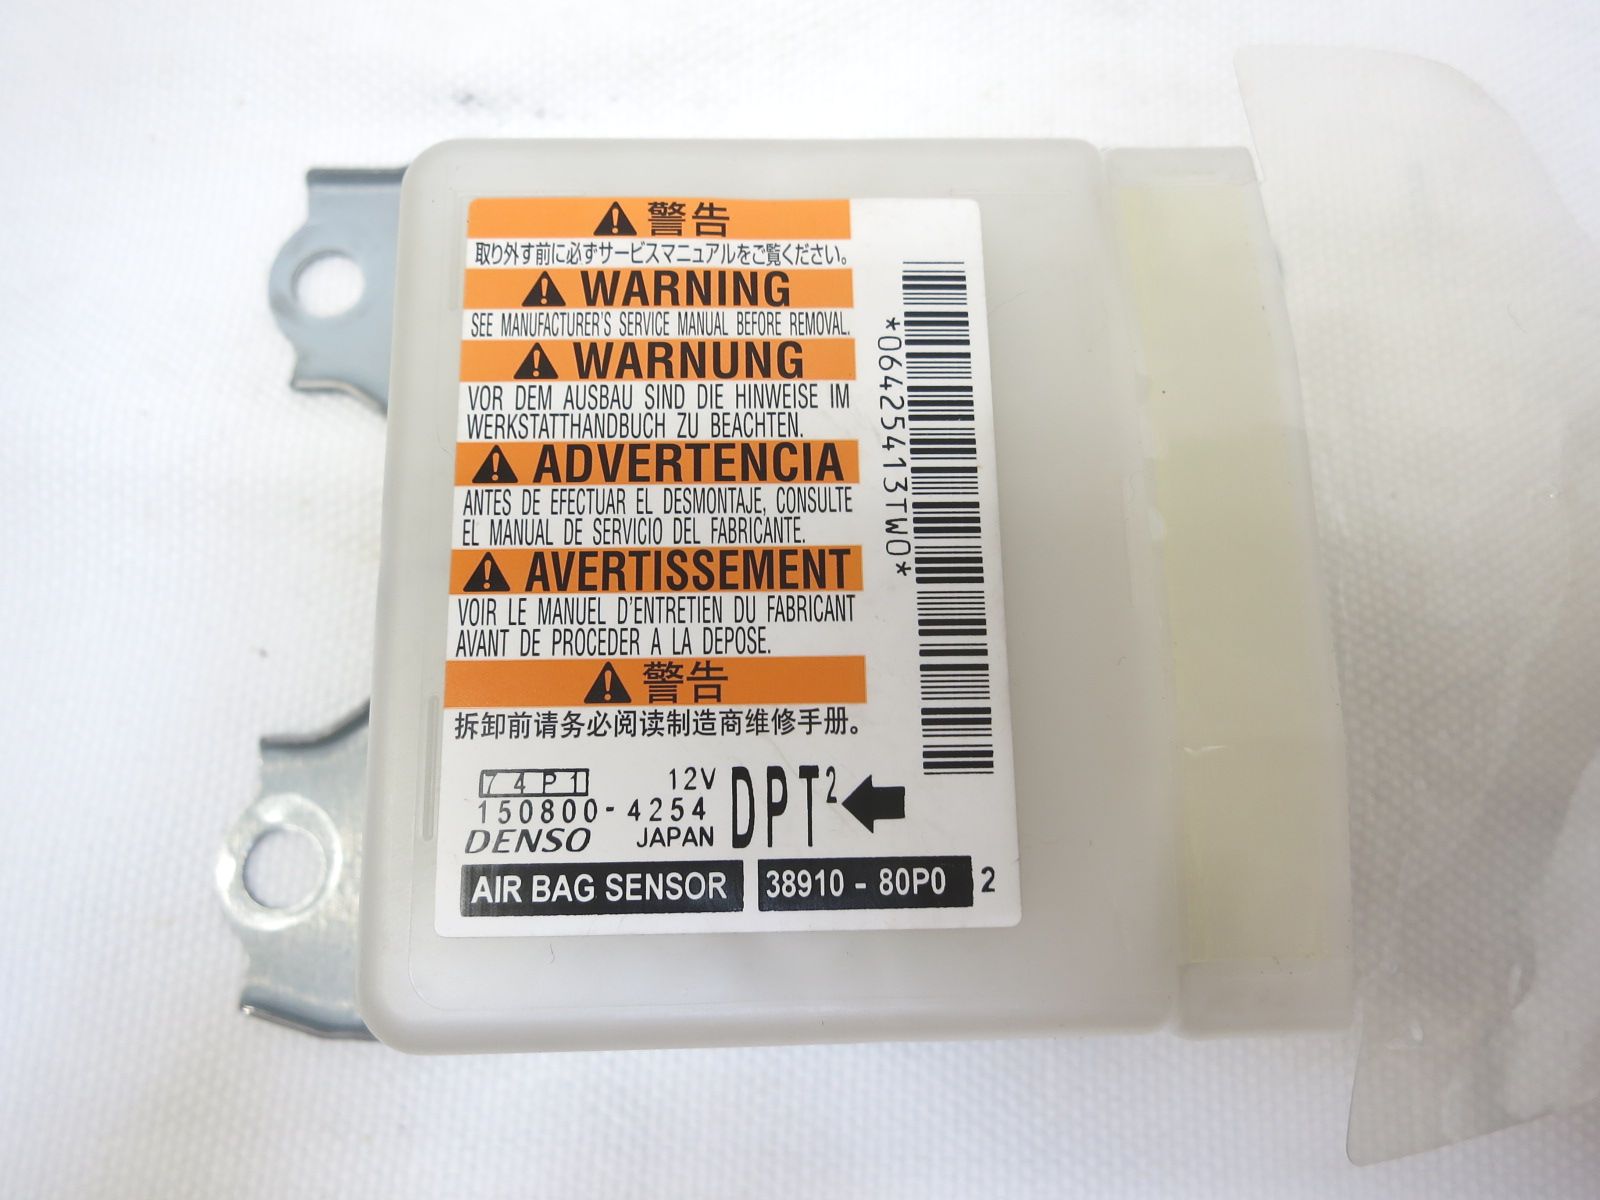 警告
取り外す前に必ずサービスマニュアルをご覧ください。
WARNING
SEE MANUFACTURER'S SERVICE MANUAL BEFORE REMOVAL.
WARNUNG
VOR DEM AUSBAU SIND DIE HINWEISE IM
WERKSTATTHANDBUCH ZU BEACHTEN.
ADVERTENCIA
ANTES DE EFECTUAR EL DESMONTAJE, CONSULTE
EL MANUAL DE SERVICIO DEL FABRICANTE.
AVERTISSEMENT
VOIR LE MANUEL D'ENTRETIEN DU FABRICANT
AVANT DE PROCEDER A LA DEPOSE.
警告
拆卸前请务必阅读制造商维修手册。
74P1 12V
150800-4254
DENSO JAPAN
DPT2
AIR BAG SENSOR 38910-80P0 2
*06425413TW0*